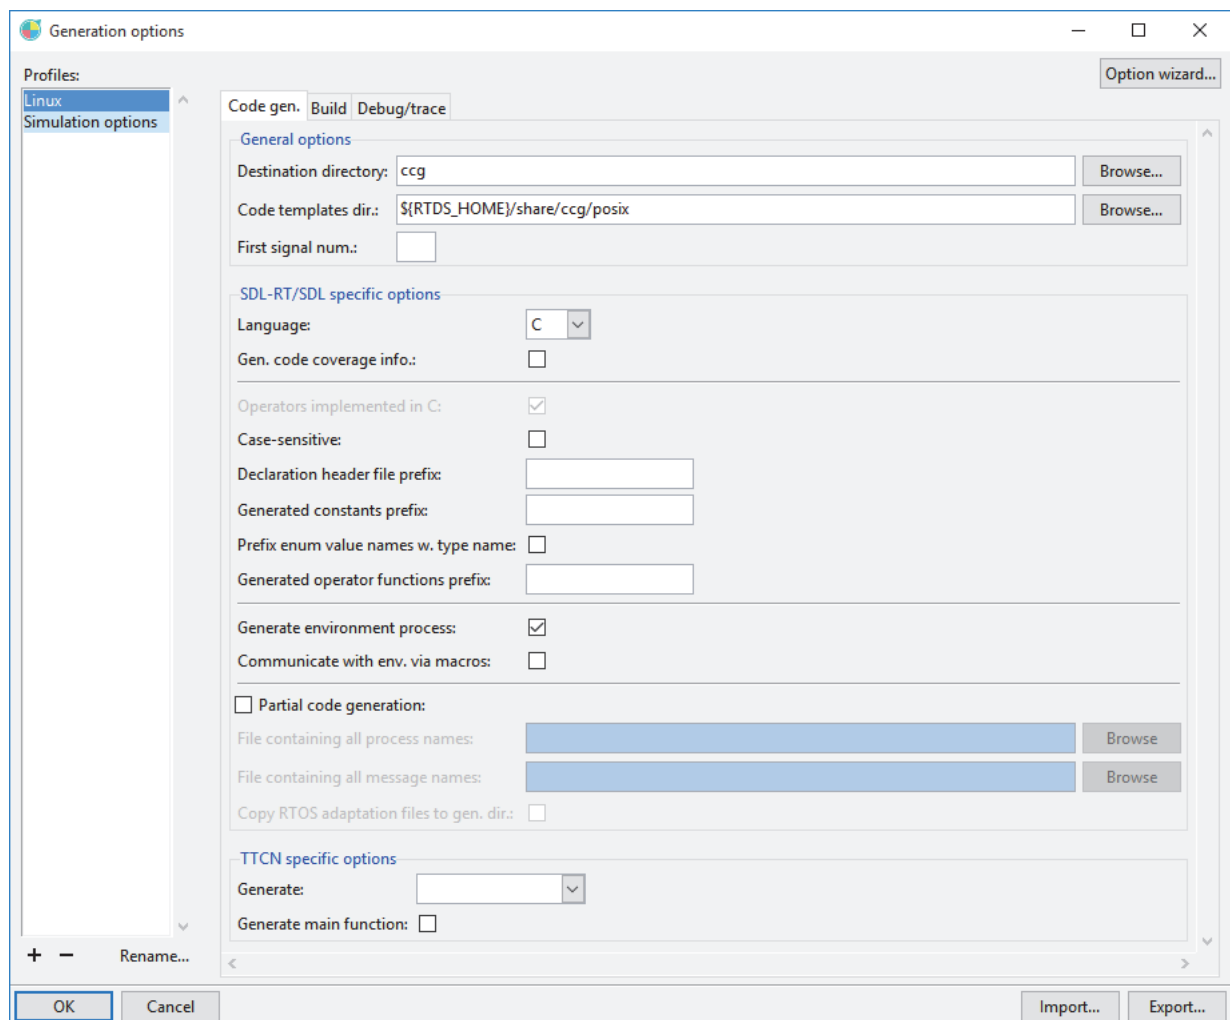 Generation options
Profiles:
Option wizard...
Linux
Simulation options
Code gen. Build Debug/trace
General options
Destination directory: ccg Browse...
Code templates dir.: ${RTDS_HOME}/share/ccg/posix Browse...
First signal num.:
SDL-RT/SDL specific options
Language: C
Gen. code coverage info.:
Operators implemented in C:
Case-sensitive:
Declaration header file prefix:
Generated constants prefix:
Prefix enum value names w. type name:
Generated operator functions prefix:
Generate environment process:
Communicate with env. via macros:
Partial code generation:
File containing all process names: Browse
File containing all message names: Browse
Copy RTOS adaptation files to gen. dir.:
TTCN specific options
Generate:
Generate main function:
+ − Rename...
OK Cancel Import... Export...